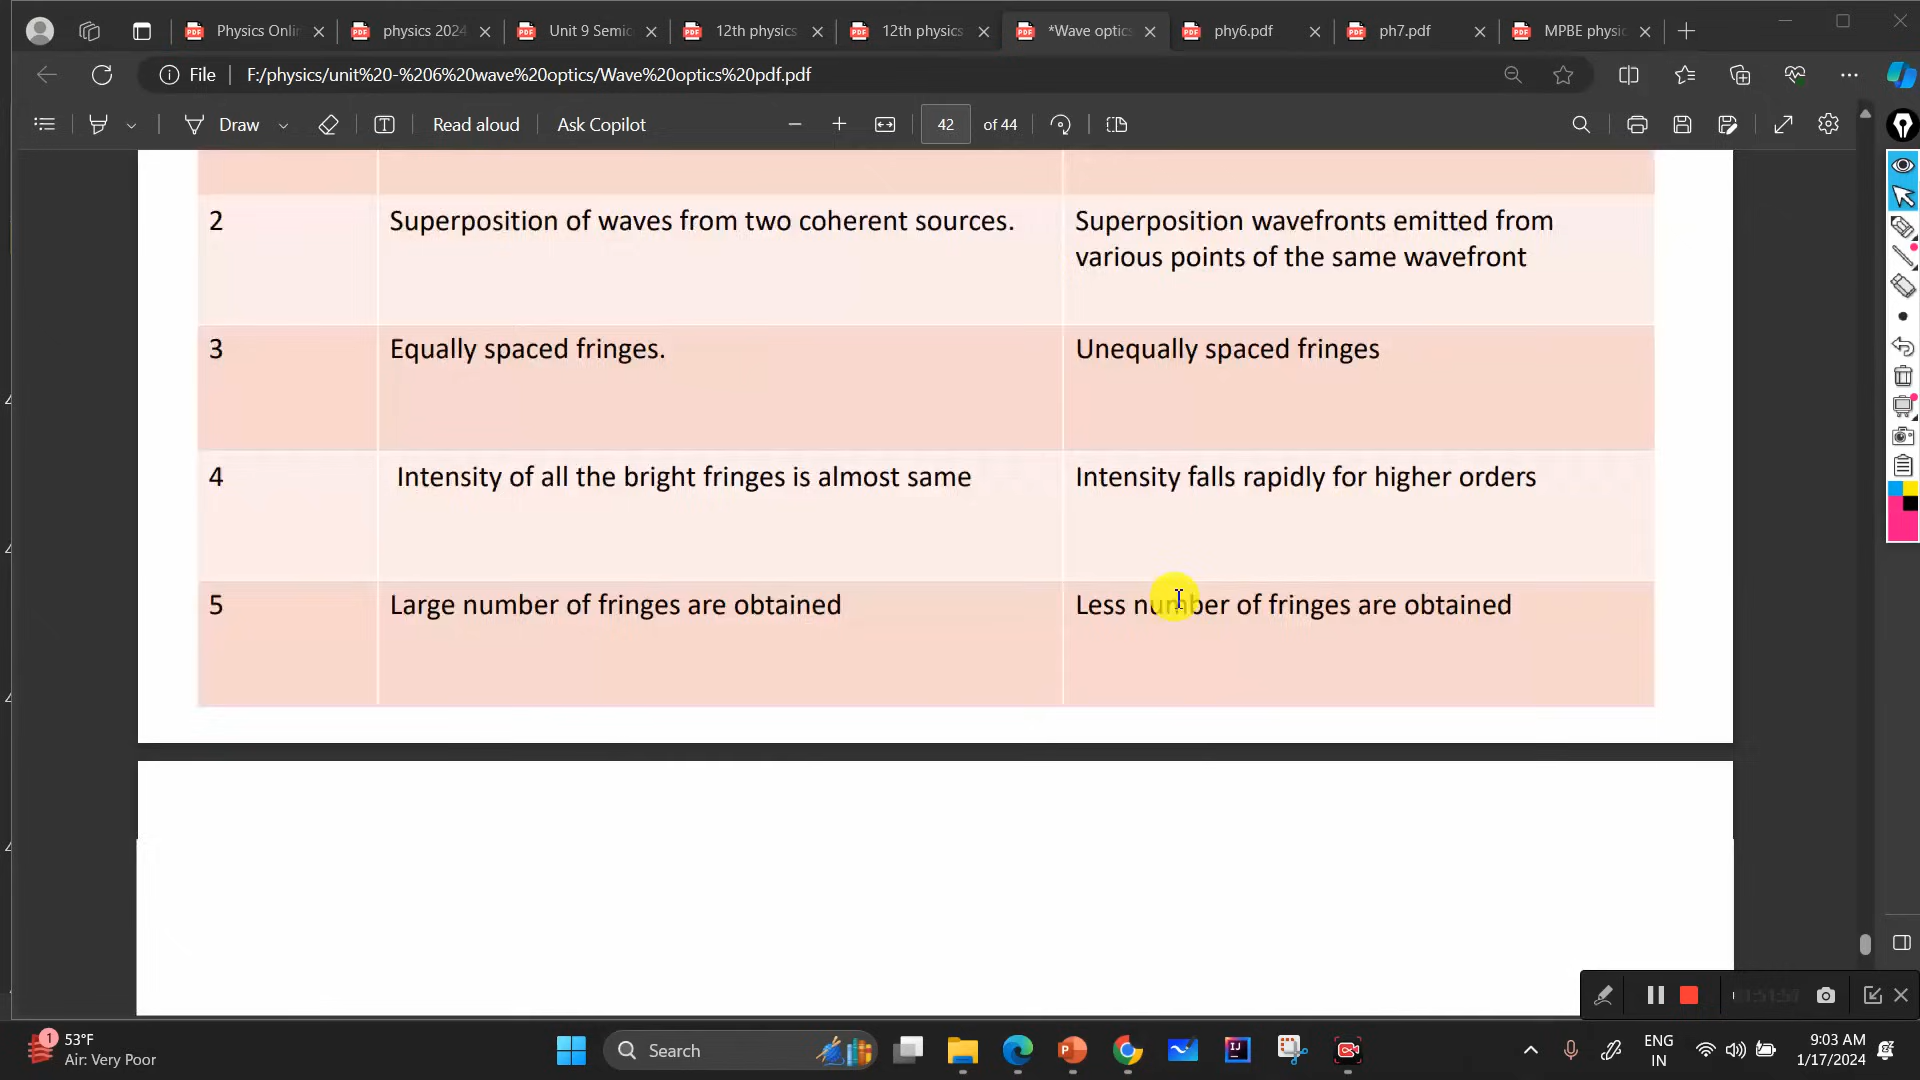 Physics Onlin
physics 2024
Unit 9 Semic
12th physics
12th physics
*Wave optics
phy6.pdf
ph7.pdf
MPBE physic
File
F:/physics/unit%20-%206%20wave%20optics/Wave%20optics%20pdf.pdf
Draw
Read aloud
Ask Copilot
42
of 44
2
Superposition of waves from two coherent sources.
Superposition wavefronts emitted from
various points of the same wavefront
3
Equally spaced fringes.
Unequally spaced fringes
4
Intensity of all the bright fringes is almost same
Intensity falls rapidly for higher orders
5
Large number of fringes are obtained
Less number of fringes are obtained
1
53°F
Air: Very Poor
Search
ENG
IN
9:03 AM
1/17/2024